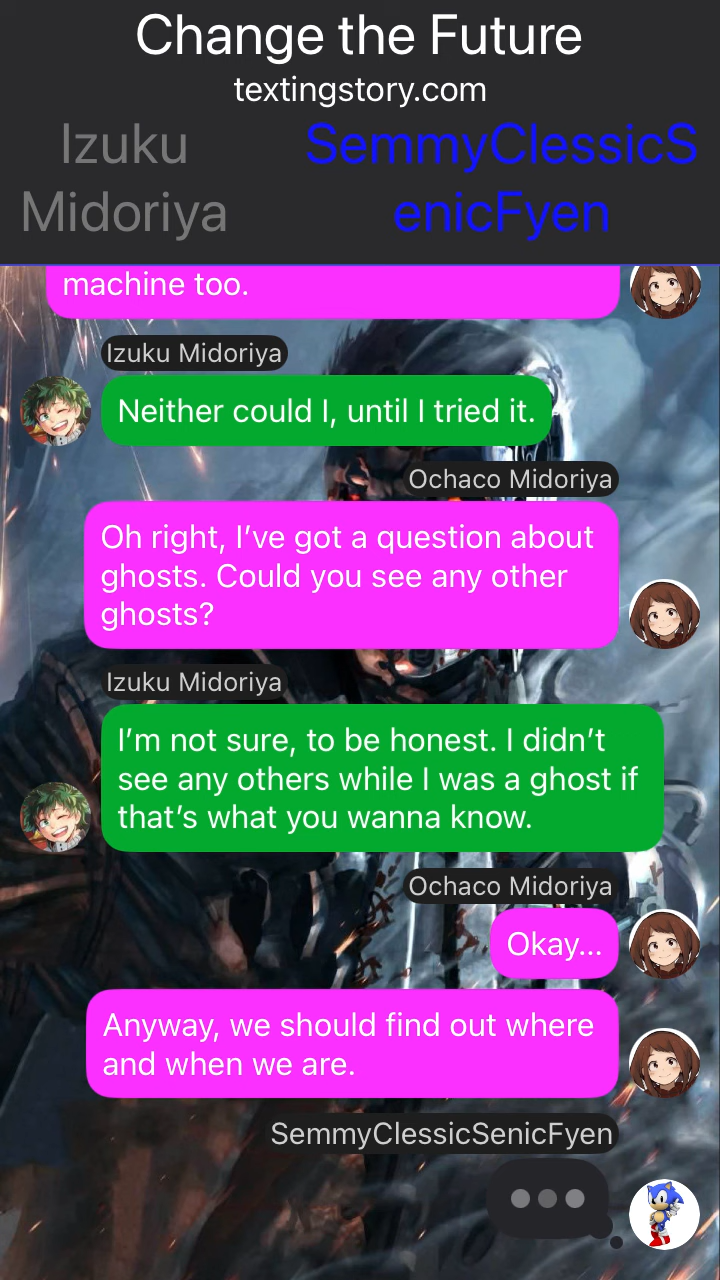 Change the Future
textingstory.com
Izuku
Midoriya
SemmyClessicS
enicFyen
machine too.
Izuku Midoriya
Neither could I, until I tried it.
Ochaco Midoriya
Oh right, I’ve got a question about
ghosts. Could you see any other
ghosts?
Izuku Midoriya
I’m not sure, to be honest. I didn’t
see any others while I was a ghost if
that’s what you wanna know.
Ochaco Midoriya
Okay...
Anyway, we should find out where
and when we are.
SemmyClessicSenicFyen